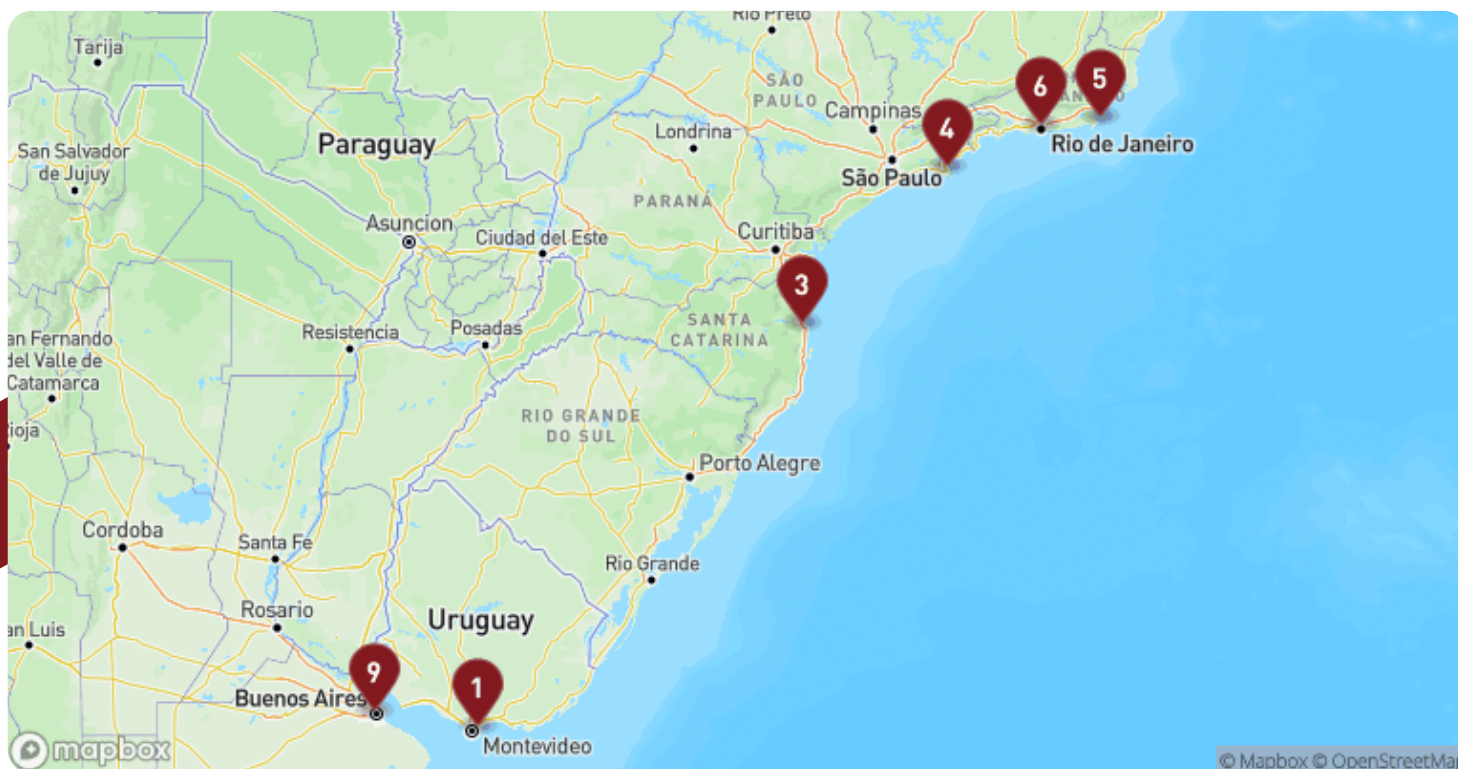 Rio Preto
Tarija
SÃO
PAULO
6
5
Campinas
4
Paraguay
Londrina
Rio de Janeiro
San Salvador
de Jujuy
São Paulo
PARANÁ
Asuncion
Ciudad del Este
Curitiba
3
SANTA
CATARINA
Resistencia
Posadas
an Fernando
del Valle de
Catamarca
RIO GRANDE
DO SUL
ioja
Porto Alegre
Cordoba
Santa Fe
Rio Grande
Rosario
Uruguay
an Luis
9
1
Buenos Aires
Montevideo
mapbox
© Mapbox © OpenStreetMap